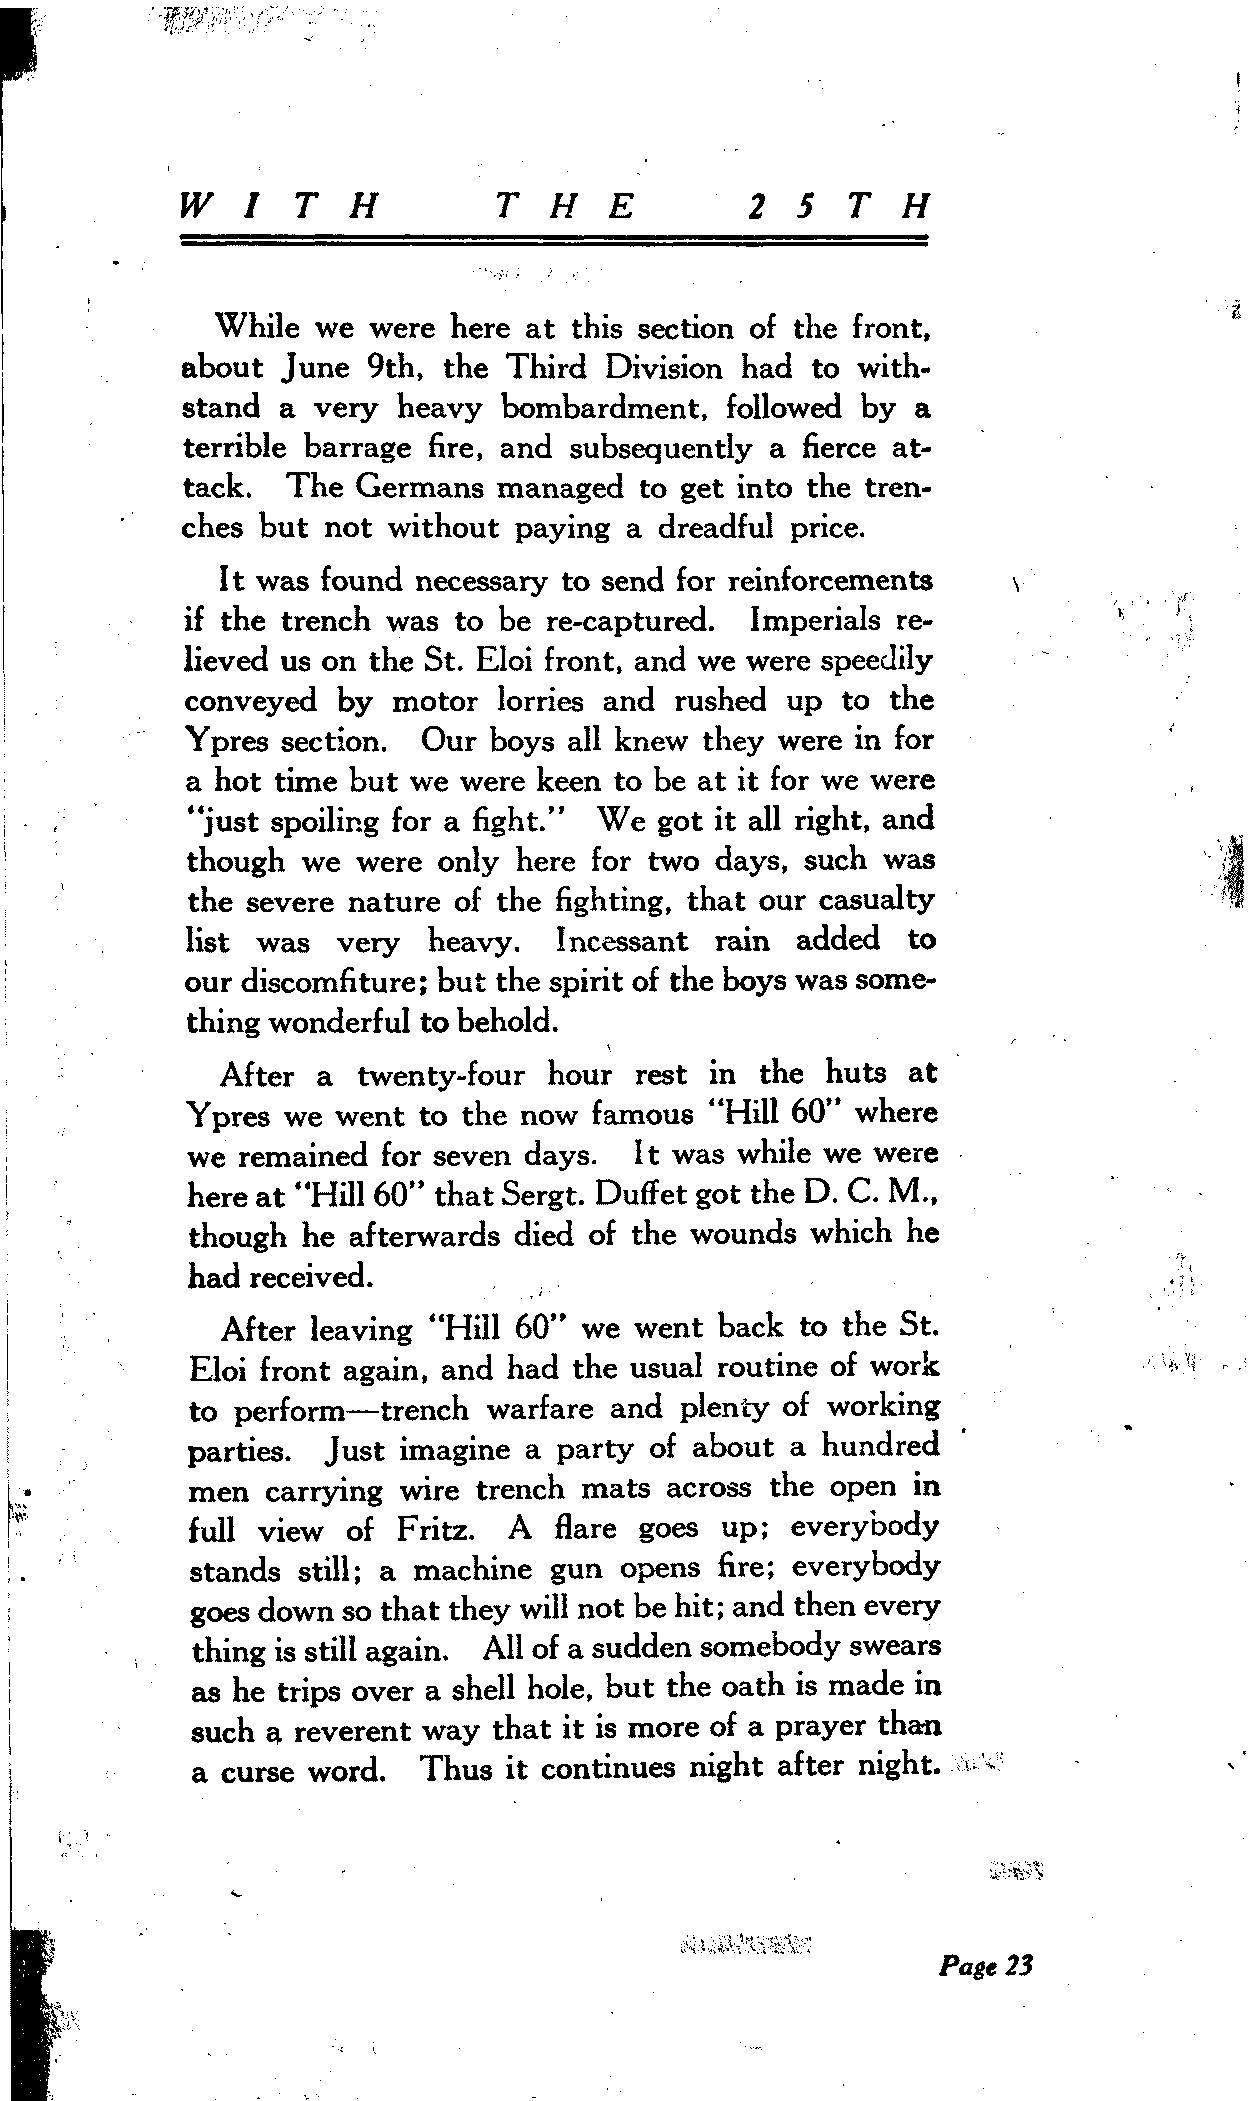 WITH THE 25TH
While we were here at this section of the front,
about June 9th, the Third Division had to with-
stand a very heavy bombardment, followed by a
terrible barrage fire, and subsequently a fierce at-
tack. The Germans managed to get into the tren-
ches but not without paying a dreadful price.
It was found necessary to send for reinforcements
if the trench was to be re-captured. Imperials re-
lieved us on the St. Eloi front, and we were speedily
conveyed by motor lorries and rushed up to the
Ypres section. Our boys all knew they were in for
a hot time but we were keen to be at it for we were
"just spoiling for a fight." We got it all right, and
though we were only here for two days, such was
the severe nature of the fighting, that our casualty
list was very heavy. Incessant rain added to
our discomfiture; but the spirit of the boys was some-
thing wonderful to behold.
After a twenty-four hour rest in the huts at
Ypres we went to the now famous "Hill 60" where
we remained for seven days. It was while we were
here at "Hill 60" that Sergt. Duffet got the D. C. M.,
though he afterwards died of the wounds which he
had received.
After leaving "Hill 60" we went back to the St.
Eloi front again, and had the usual routine of work
to perform—trench warfare and plenty of working
parties. Just imagine a party of about a hundred
men carrying wire trench mats across the open in
full view of Fritz. A flare goes up; everybody
stands still; a machine gun opens fire; everybody
goes down so that they will not be hit; and then every
thing is still again. All of a sudden somebody swears
as he trips over a shell hole, but the oath is made in
such a reverent way that it is more of a prayer than
a curse word. Thus it continues night after night.
Page 23